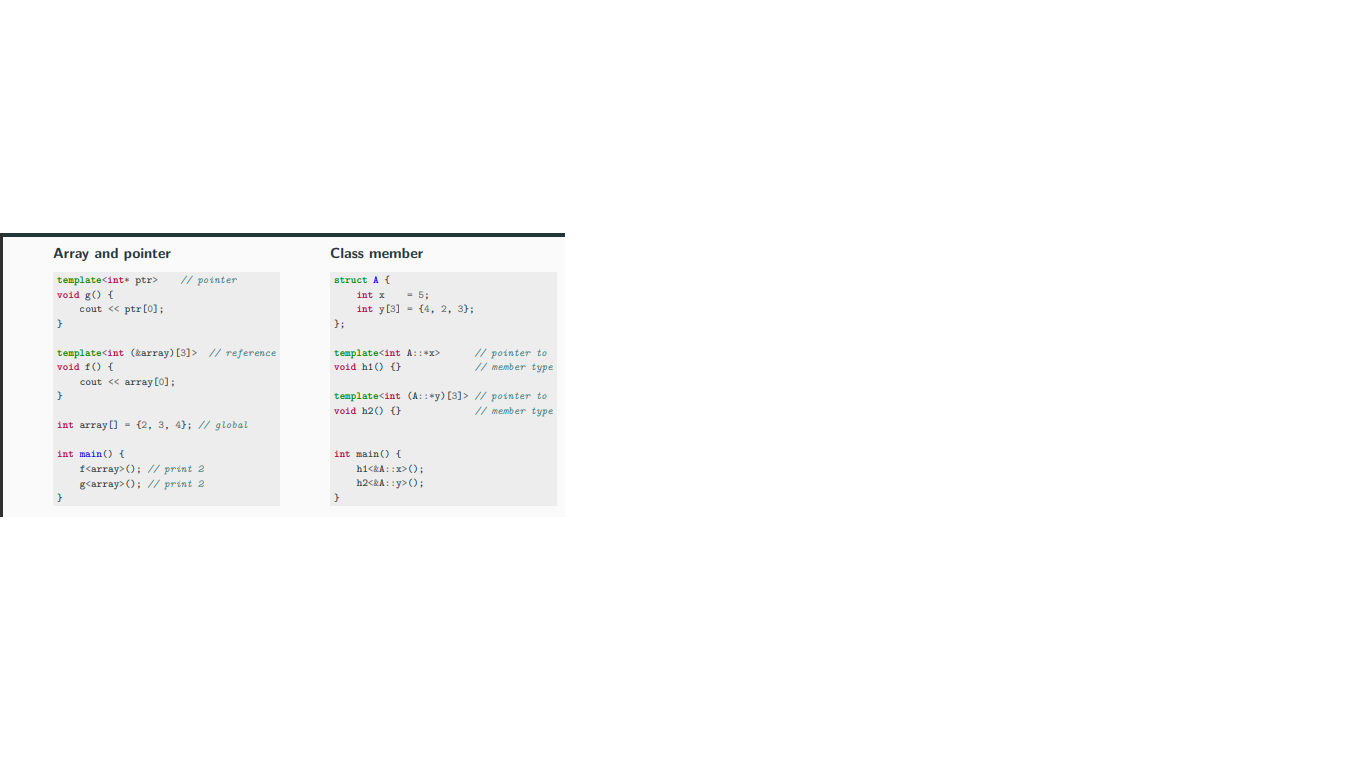 Array and pointer
template<int* ptr>    // pointer
void g() {
    cout << ptr[0];
}
template<int (&array)[3]>  // reference
void f() {
    cout << array[0];
}
int array[] = {2, 3, 4}; // global
int main() {
    f<array>(); // print 2
    g<array>(); // print 2
}
Class member
struct A {
    int x    = 5;
    int y[3] = {4, 2, 3};
};
template<int A::*x>      // pointer to
void h1() {}             // member type
template<int (A::*y)[3]> // pointer to
void h2() {}             // member type
int main() {
    h1<&A::x>();
    h2<&A::y>();
}